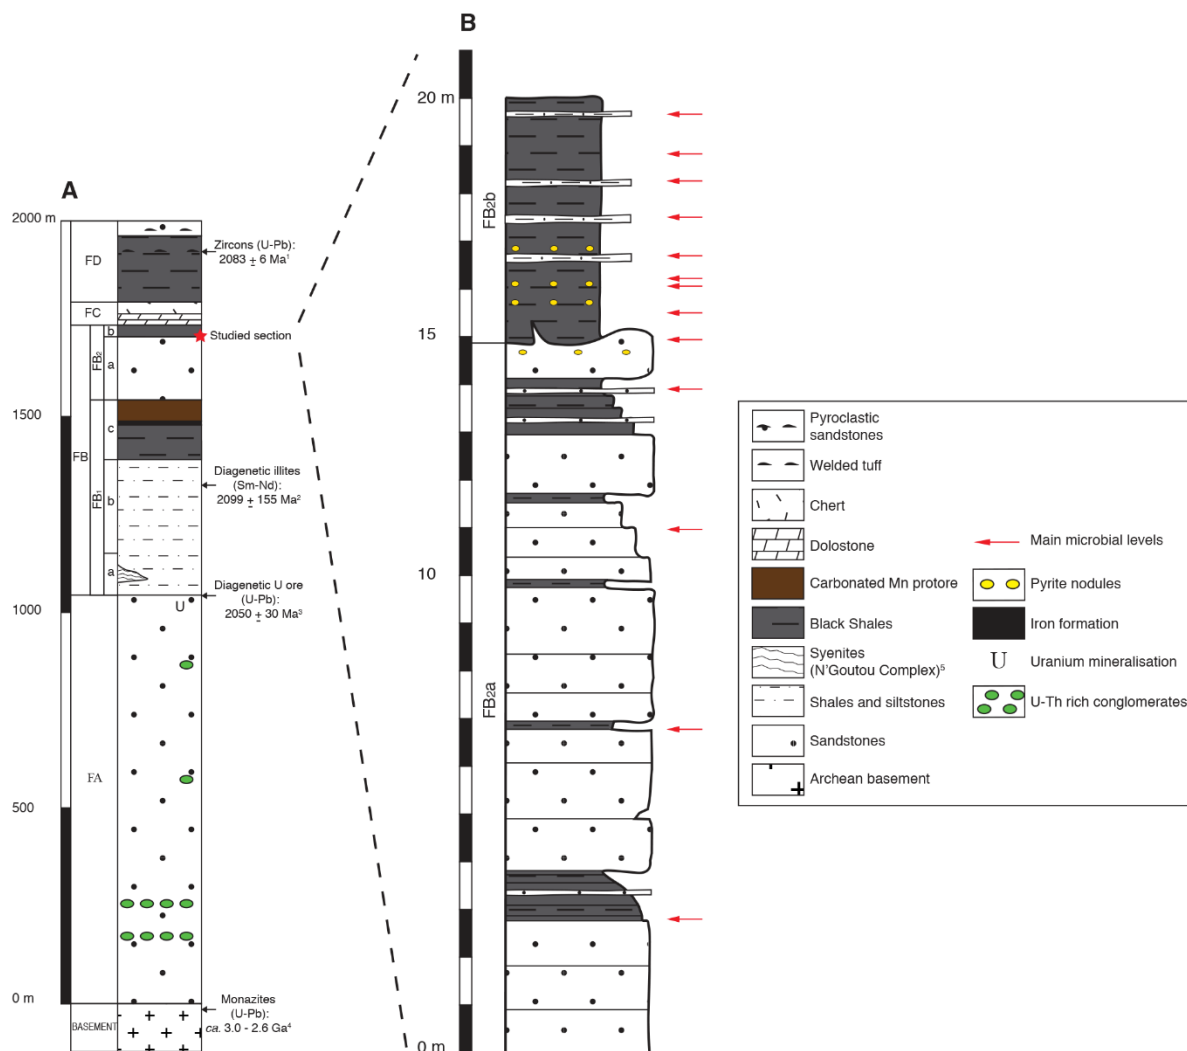 A
2000 m
1500
1000
500
0 m
FD
FC
FB
FB2
b
a
FB1
c
b
a
FA
BASEMENT
U
Zircons (U-Pb):
2083 ± 6 Ma¹
Studied section
Diagenetic illites
(Sm-Nd):
2099 ± 155 Ma²
Diagenetic U ore
(U-Pb):
2050 ± 30 Ma³
Monazites
(U-Pb):
ca. 3.0 - 2.6 Ga⁴
B
20 m
15
10
0 m
FB2b
FB2a
Pyroclastic
sandstones
Welded tuff
Chert
Dolostone
Carbonated Mn protore
Black Shales
Syenites
(N'Goutou Complex)⁵
Shales and siltstones
Sandstones
Archean basement
Main microbial levels
Pyrite nodules
Iron formation
U Uranium mineralisation
U-Th rich conglomerates